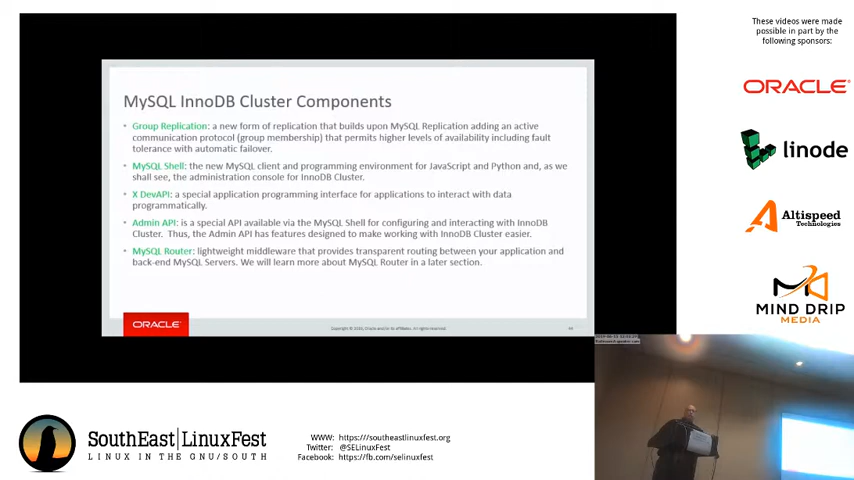 These videos were made
possible in part by the
following sponsors:
ORACLE
linode
Altispeed
Technologies
MIND DRIP
MEDIA
MySQL InnoDB Cluster Components
• Group Replication: a new form of replication that builds upon MySQL Replication adding an active
communication protocol (group membership) that permits higher levels of availability including fault
tolerance with automatic failover.
• MySQL Shell: the new MySQL client and programming environment for JavaScript and Python and, as we
shall see, the administration console for InnoDB Cluster.
• X DevAPI: a special application programming interface for applications to interact with data
programmatically.
• Admin API: is a special API available via the MySQL Shell for configuring and interacting with InnoDB
Cluster. Thus, the Admin API has features designed to make working with InnoDB Cluster easier.
• MySQL Router: lightweight middleware that provides transparent routing between your application and
back-end MySQL Servers. We will learn more about MySQL Router in a later section.
ORACLE
SouthEast|LinuxFest
LINUX IN THE GNU/SOUTH
WWW: https:///southeastlinuxfest.org
Twitter: @SELinuxFest
Facebook: https://fb.com/selinuxfest